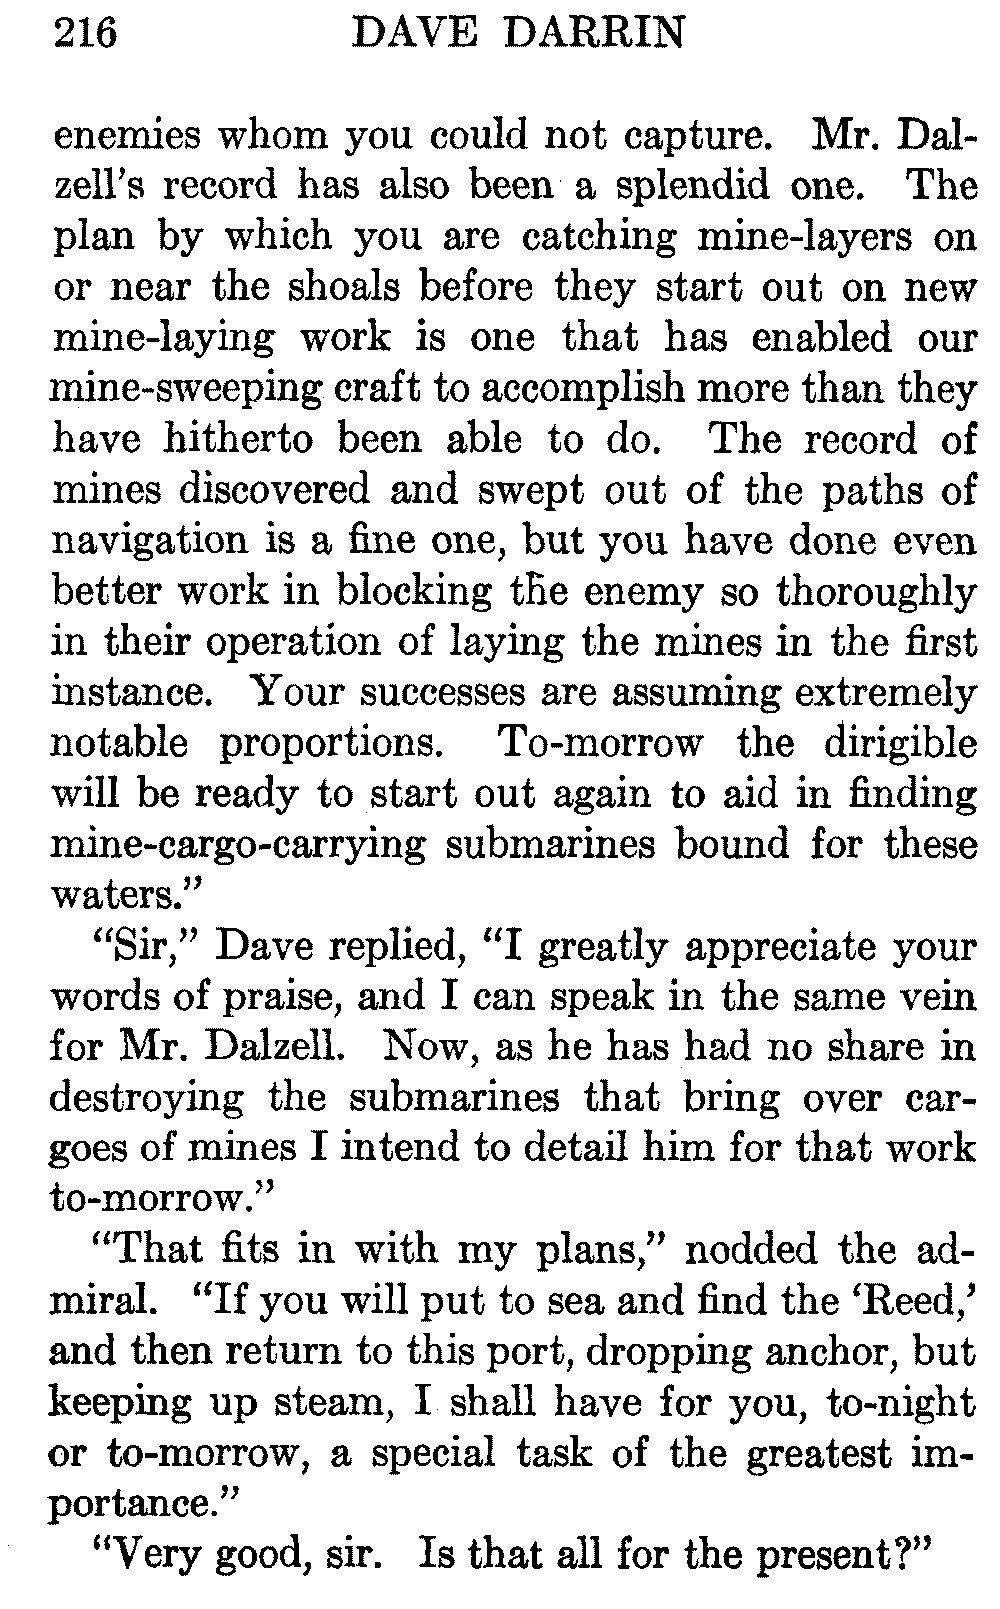 216 DAVE DARRIN
enemies whom you could not capture. Mr. Dal-
zell's record has also been a splendid one. The
plan by which you are catching mine-layers on
or near the shoals before they start out on new
mine-laying work is one that has enabled our
mine-sweeping craft to accomplish more than they
have hitherto been able to do. The record of
mines discovered and swept out of the paths of
navigation is a fine one, but you have done even
better work in blocking the enemy so thoroughly
in their operation of laying the mines in the first
instance. Your successes are assuming extremely
notable proportions. To-morrow the dirigible
will be ready to start out again to aid in finding
mine-cargo-carrying submarines bound for these
waters."
"Sir," Dave replied, "I greatly appreciate your
words of praise, and I can speak in the same vein
for Mr. Dalzell. Now, as he has had no share in
destroying the submarines that bring over car-
goes of mines I intend to detail him for that work
to-morrow."
"That fits in with my plans," nodded the ad-
miral. "If you will put to sea and find the 'Reed,'
and then return to this port, dropping anchor, but
keeping up steam, I shall have for you, to-night
or to-morrow, a special task of the greatest im-
portance."
"Very good, sir. Is that all for the present?"